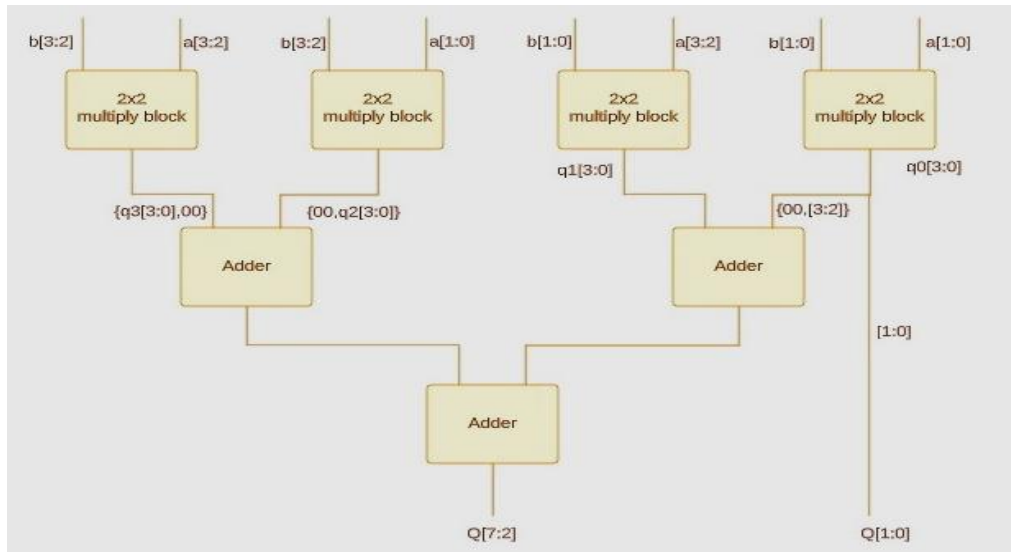 b[3:2]
a[3:2]
b[3:2]
a[1:0]
b[1:0]
a[3:2]
b[1:0]
a[1:0]
2x2
multiply block
2x2
multiply block
2x2
multiply block
2x2
multiply block
q1[3:0]
q0[3:0]
{q3[3:0],00}
{00,q2[3:0]}
{00,[3:2]}
Adder
Adder
[1:0]
Adder
Q[7:2]
Q[1:0]